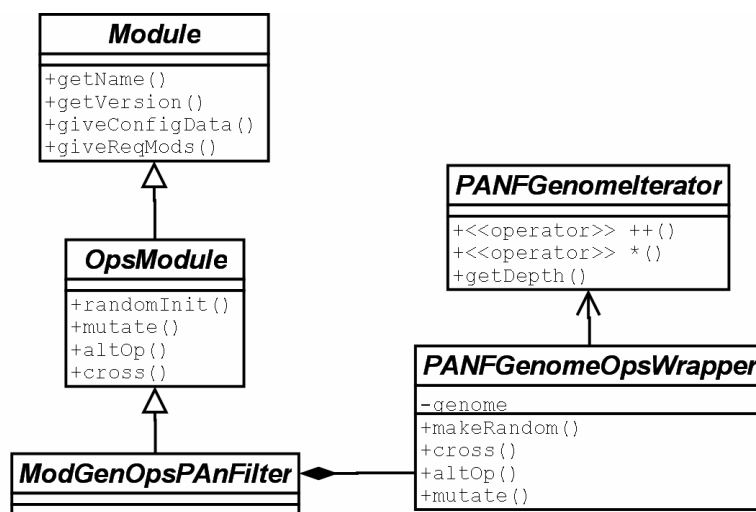 Module
+getName()
+getVersion()
+giveConfigData()
+giveReqMods()
PANFGenomeIterator
+<<operator>> ++()
+<<operator>> *()
+getDepth()
OpsModule
+randomInit()
+mutate()
+altOp()
+cross()
PANFGenomeOpsWrapper
-genome
+makeRandom()
+cross()
+altOp()
+mutate()
ModGenOpsPAnFilter